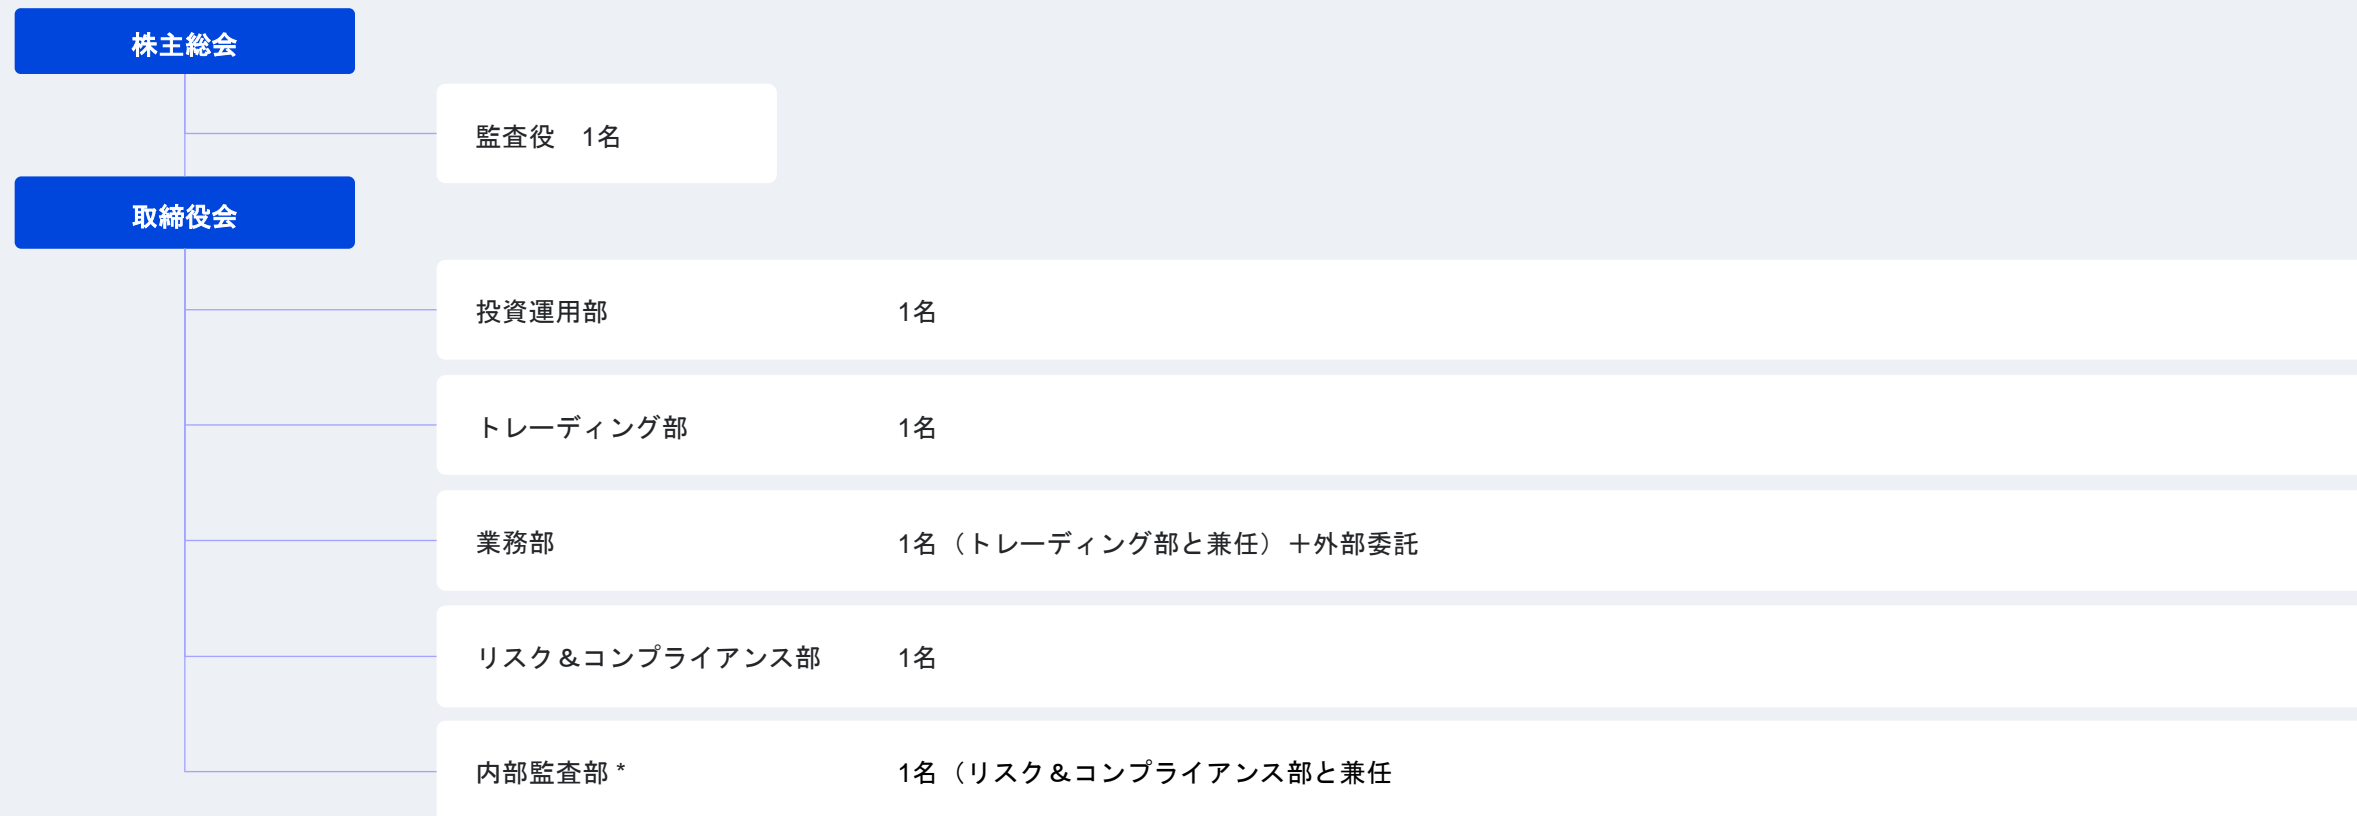 株主総会
監査役　1名
取締役会
投資運用部　1名
トレーディング部　1名
業務部　1名（トレーディング部と兼任）＋外部委託
リスク＆コンプライアンス部　1名
内部監査部 *　1名（リスク＆コンプライアンス部と兼任